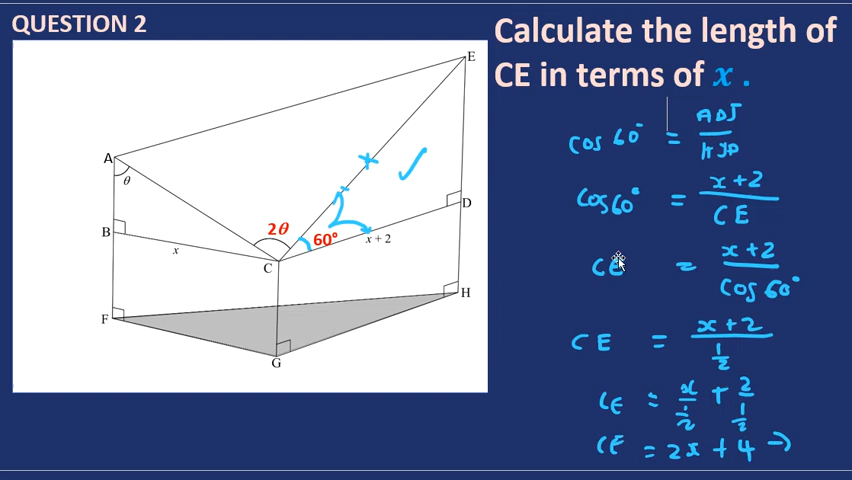 QUESTION 2
Calculate the length of
CE in terms of x .
E
A
θ
D
B
2θ
60°
x + 2
x
C
F
H
G
cos 60° = ADJ / HYP
cos 60° = x+2 / CE
CE = x+2 / cos 60°
CE = x+2 / 1/2
CE = x / 1/2 + 2 / 1/2
CE = 2x + 4 →